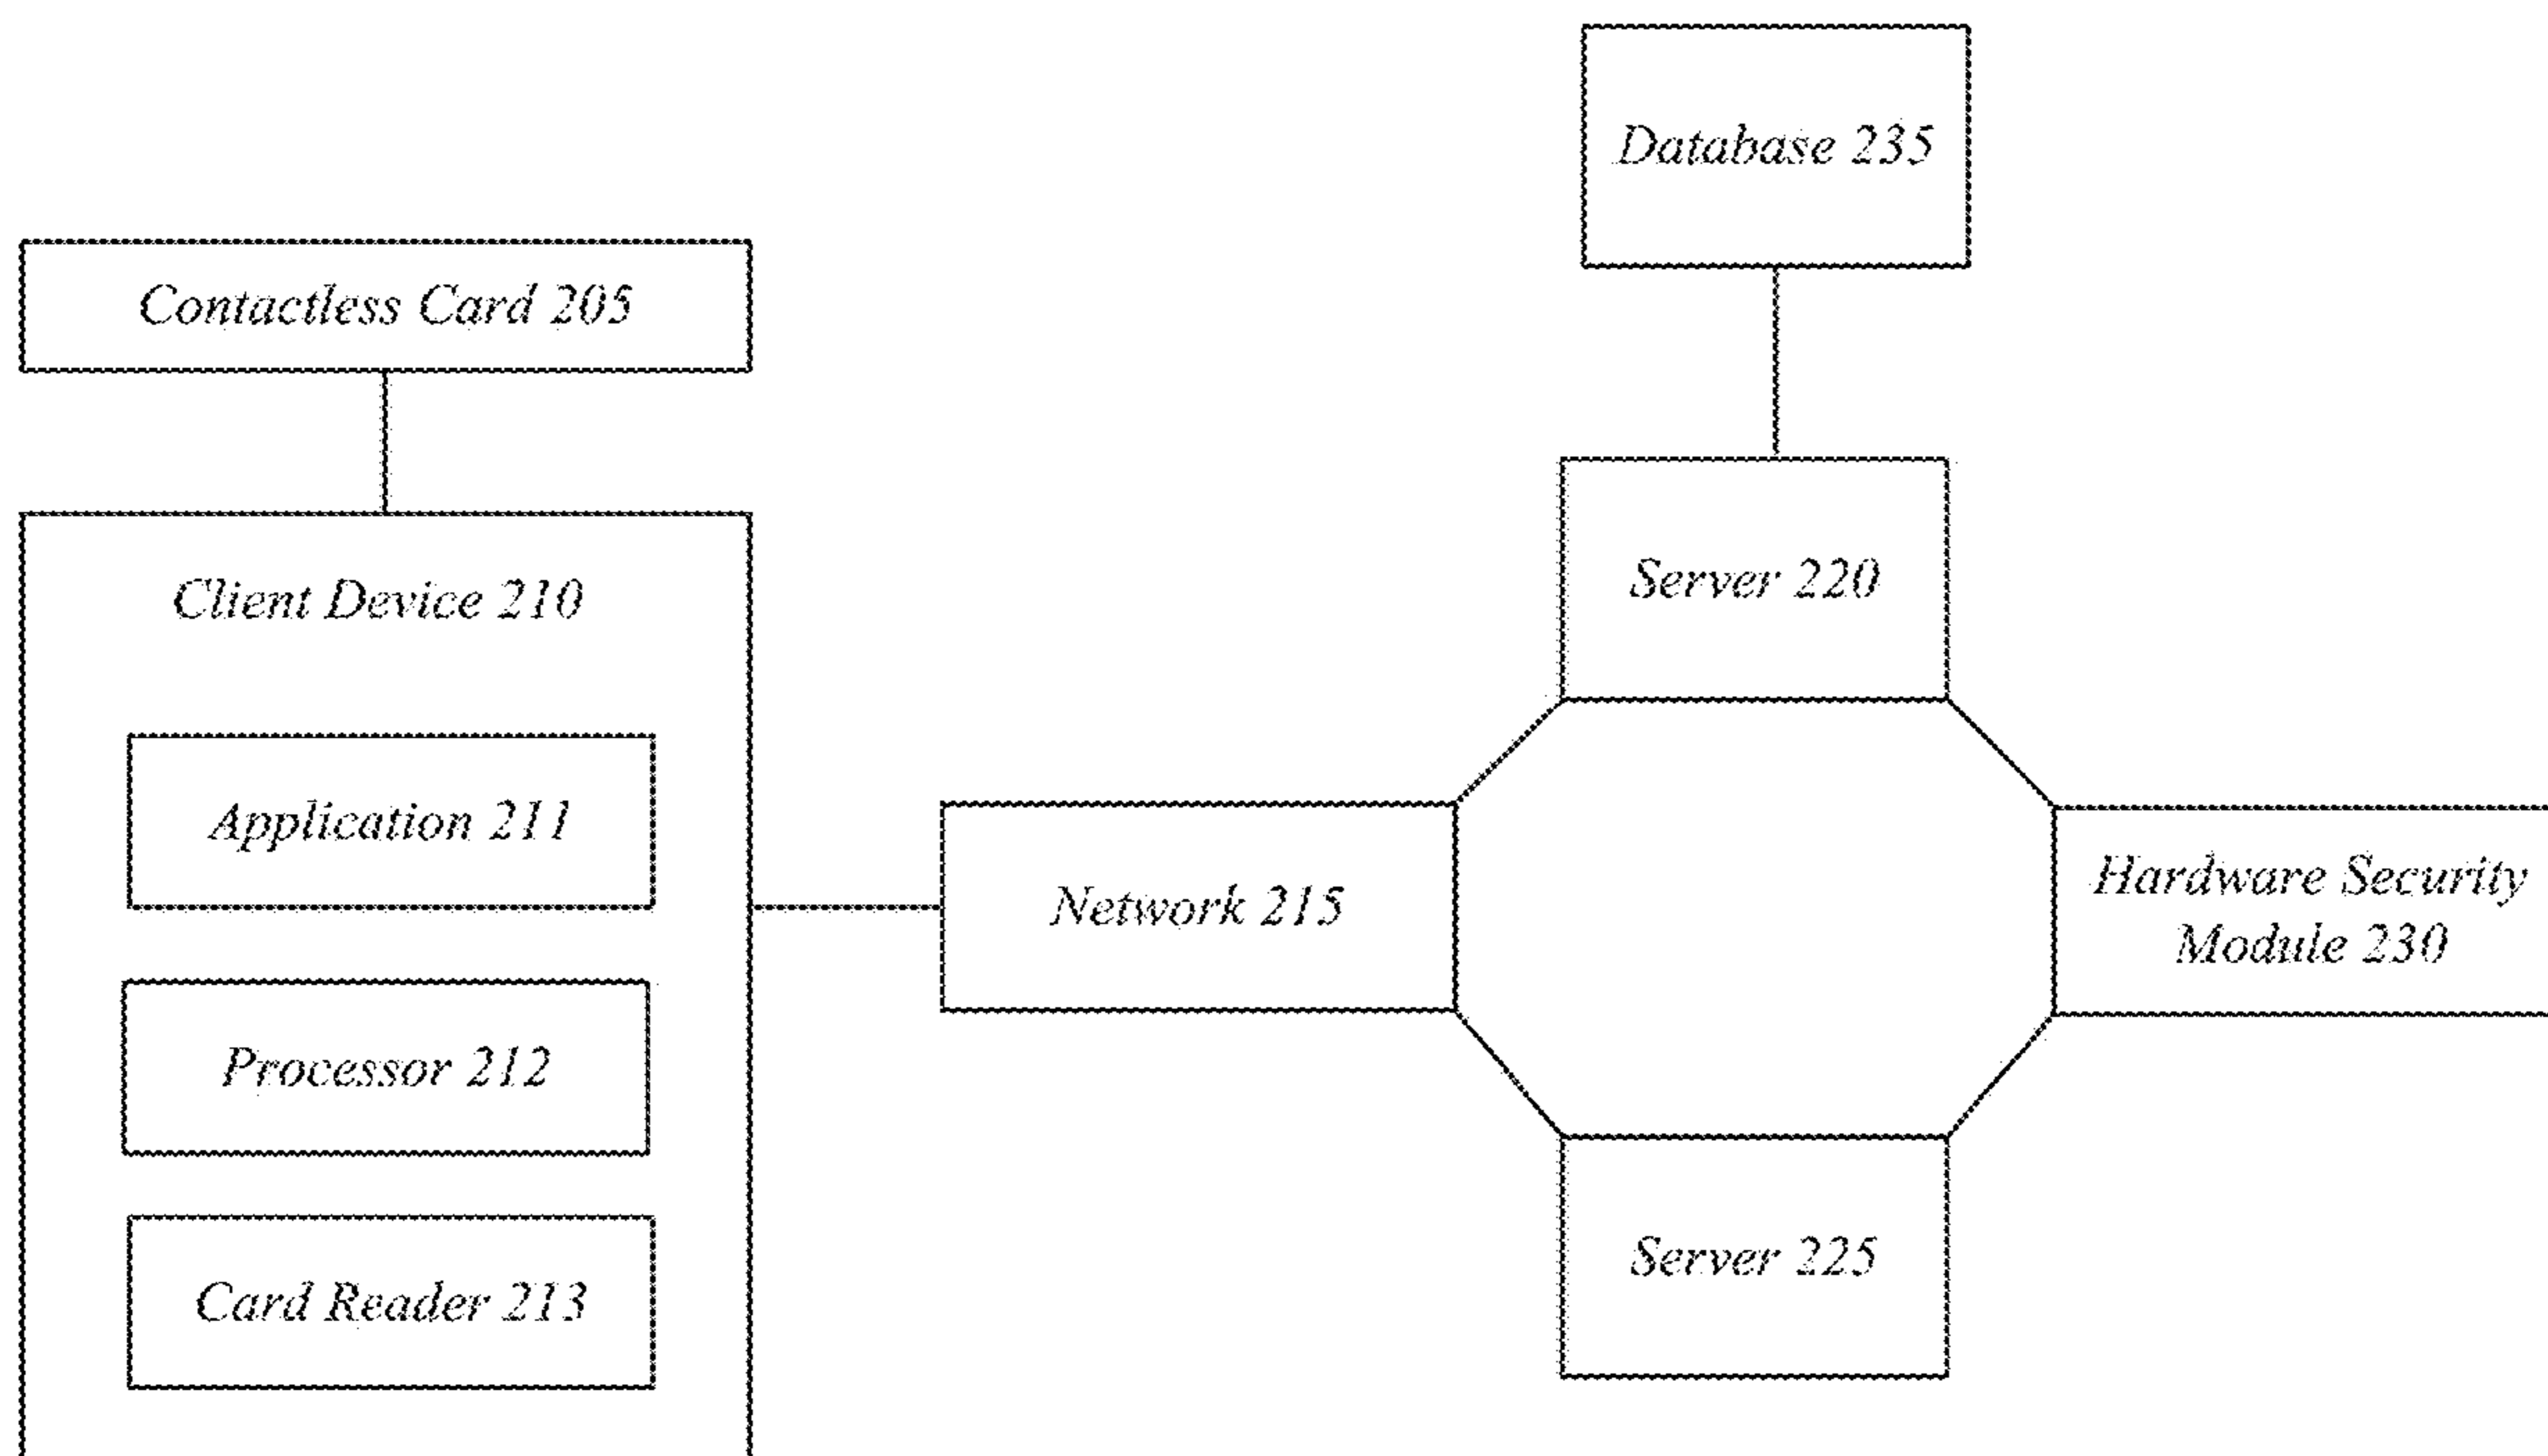 Database 235
Contactless Card 205
Client Device 210
Server 220
Application 211
Network 215
Hardware Security
Module 230
Processor 212
Card Reader 213
Server 225